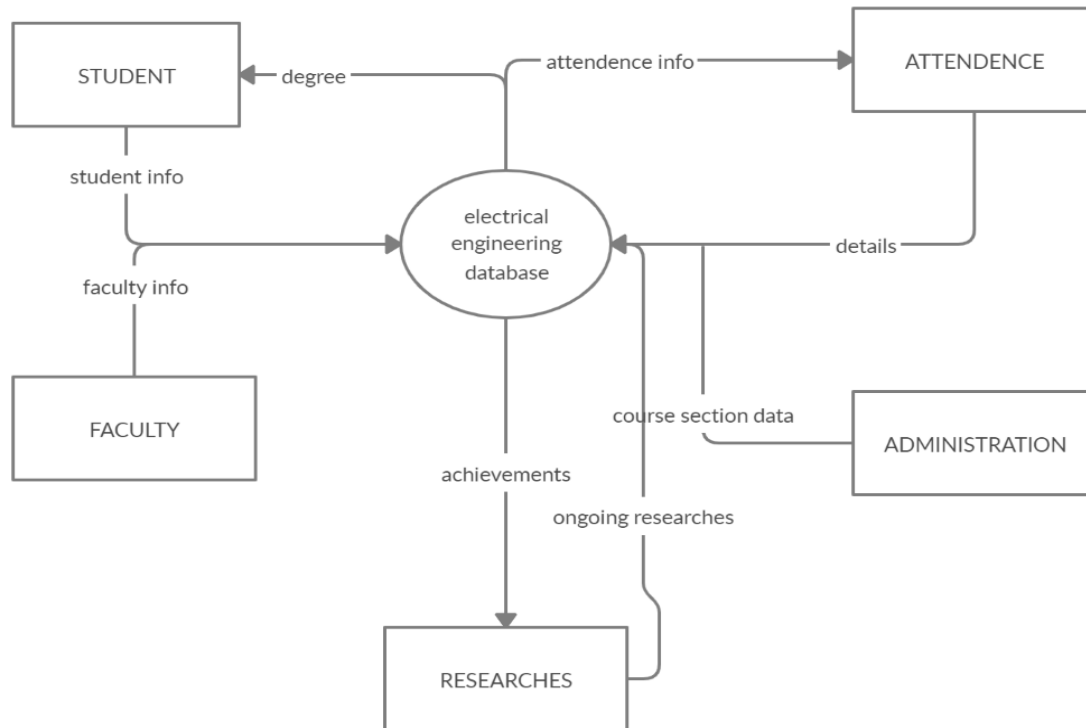 STUDENT
degree
attendence info
ATTENDENCE
student info
electrical
engineering
database
details
faculty info
FACULTY
course section data
ADMINISTRATION
achievements
ongoing researches
RESEARCHES